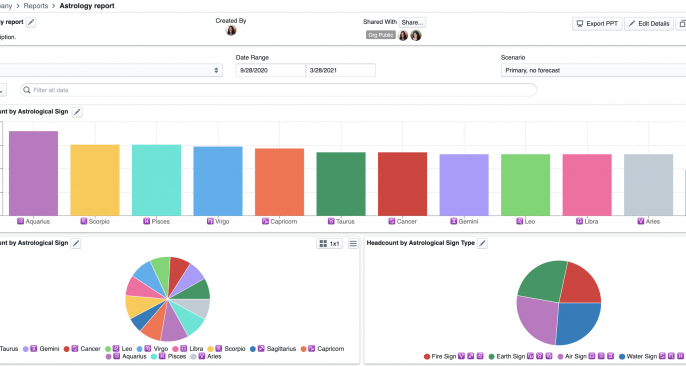 pany > Reports > Astrology report
gy report
Created By
Shared With Share...
Export PPT
Edit Details
iption.
Org Public
Date Range
Scenario
9/28/2020 3/28/2021
Primary, no forecast
Filter all data
unt by Astrological Sign
♒ Aquarius ♏ Scorpio ♓ Pisces ♍ Virgo ♑ Capricorn ♉ Taurus ♋ Cancer ♊ Gemini ♌ Leo ♎ Libra ♈ Aries
unt by Astrological Sign
1x1
Headcount by Astrological Sign Type
Taurus ♊ Gemini ♋ Cancer ♌ Leo ♍ Virgo ♎ Libra ♏ Scorpio ♐ Sagittarius ♑ Capricorn
♒ Aquarius ♓ Pisces ♈ Aries
Fire Sign ♈ ♐ ♌ Earth Sign ♑ ♉ ♍ Air Sign ♊ ♒ ♎ Water Sign